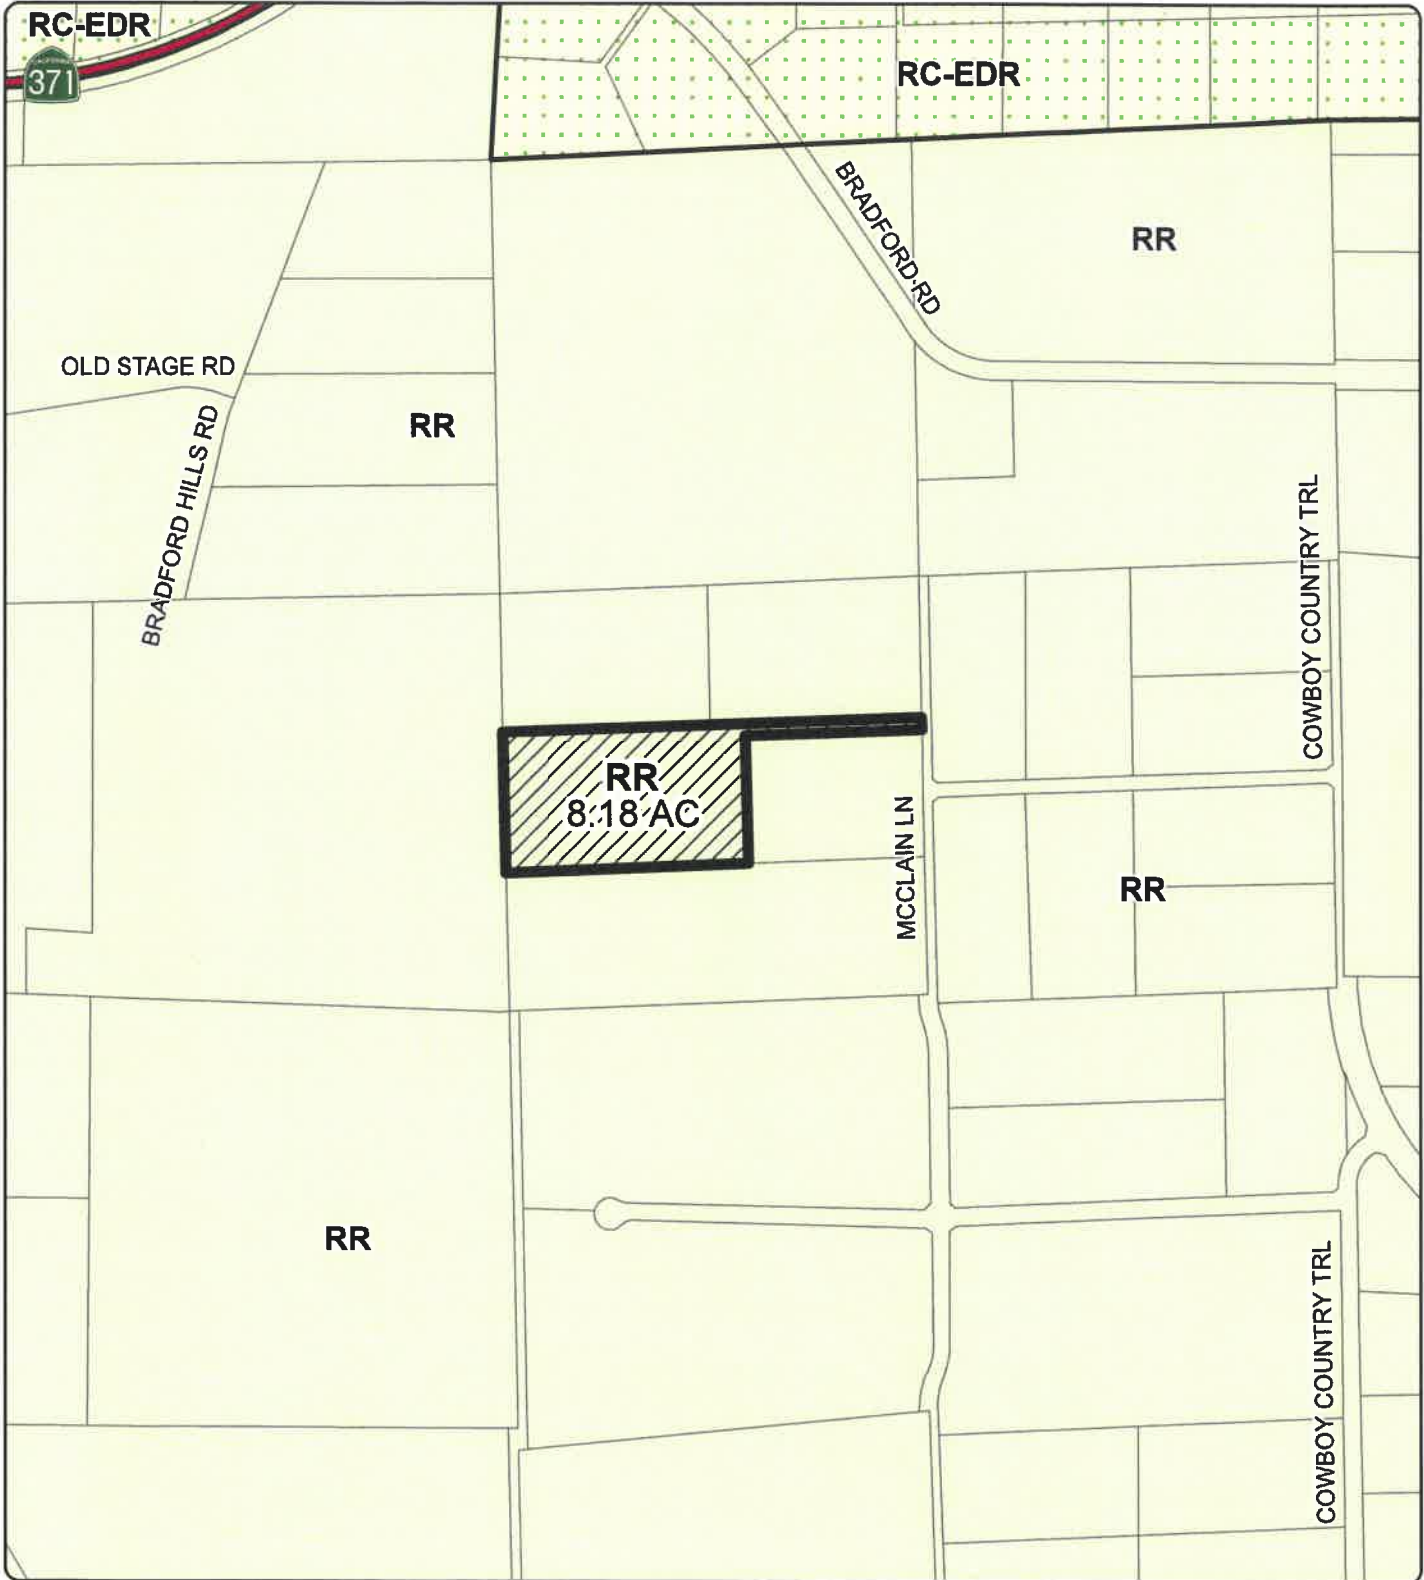 RC-EDR
371
RC-EDR
BRADFORD RD
RR
OLD STAGE RD
RR
BRADFORD HILLS RD
COWBOY COUNTRY TRL
RR
8.18 AC
MCCLAIN LN
RR
RR
COWBOY COUNTRY TRL